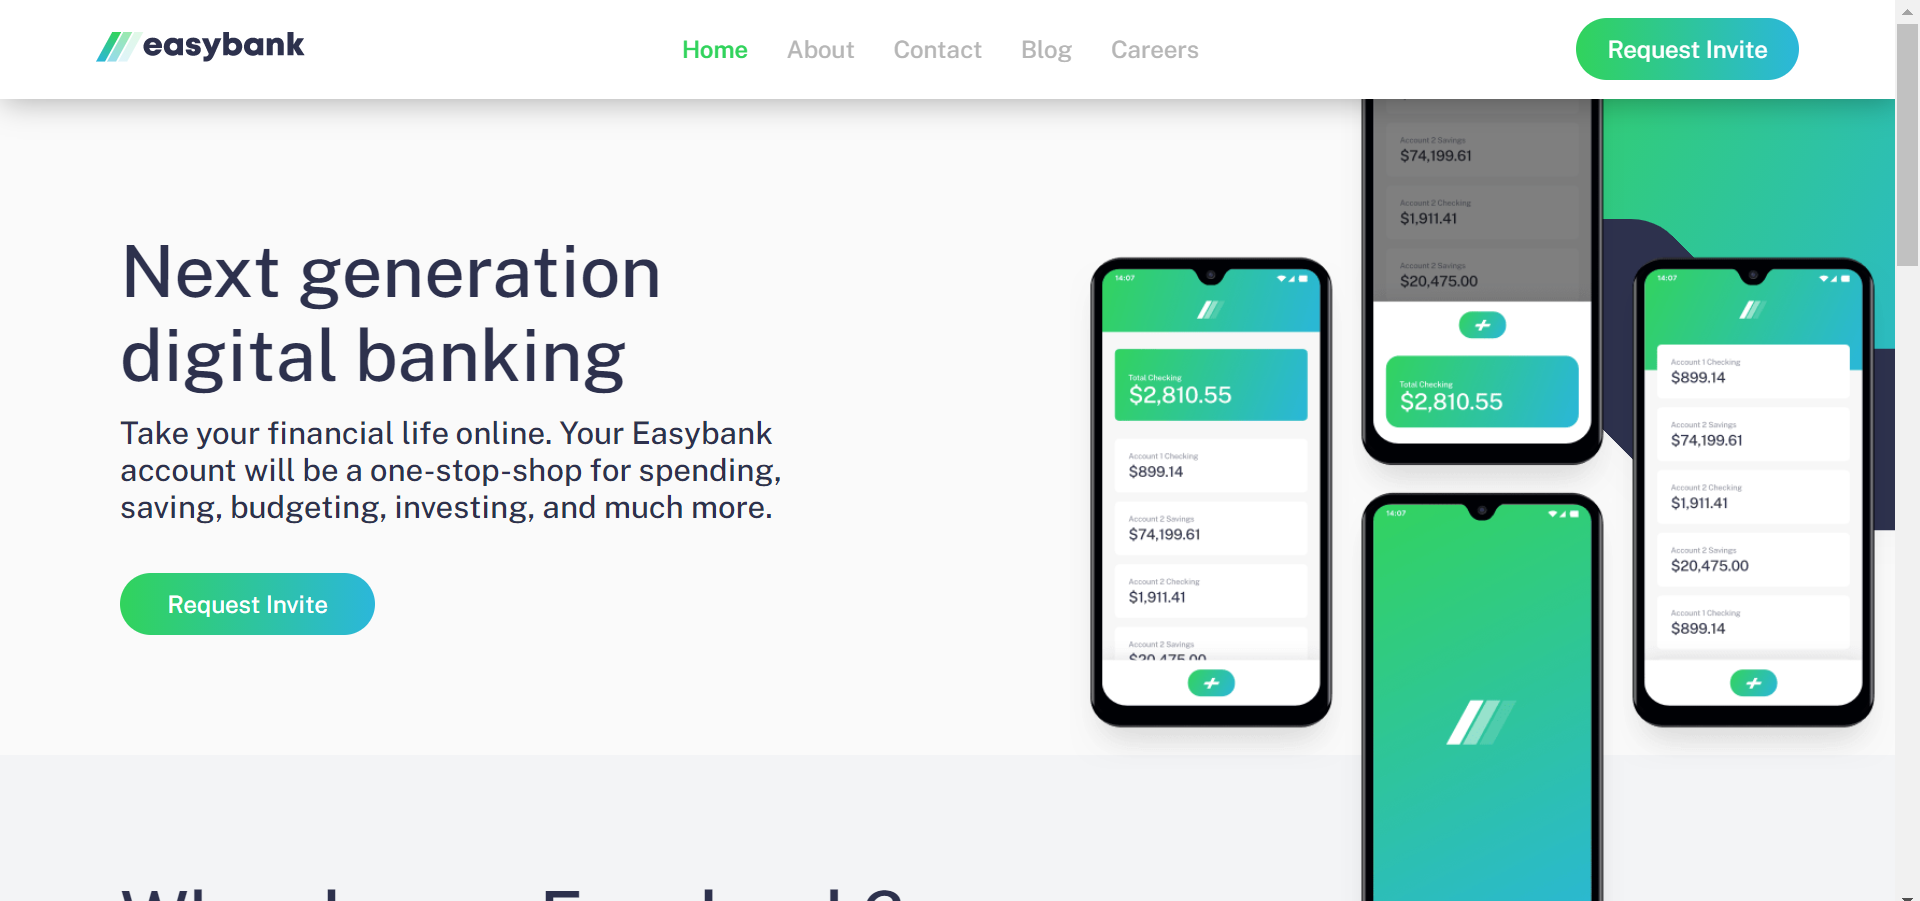 easybank
Home
About
Contact
Blog
Careers
Request Invite
Next generation
digital banking
Take your financial life online. Your Easybank
account will be a one-stop-shop for spending,
saving, budgeting, investing, and much more.
Request Invite
14:07
Total Checking
$2,810.55
Account 1 Checking
$899.14
Account 2 Savings
$74,199.61
Account 2 Checking
$1,911.41
Account 2 Savings
$20,475.00
Account 2 Savings
$74,199.61
Account 2 Checking
$1,911.41
Account 2 Savings
$20,475.00
Total Checking
$2,810.55
14:07
14:07
Account 1 Checking
$899.14
Account 2 Savings
$74,199.61
Account 2 Checking
$1,911.41
Account 2 Savings
$20,475.00
Account 1 Checking
$899.14